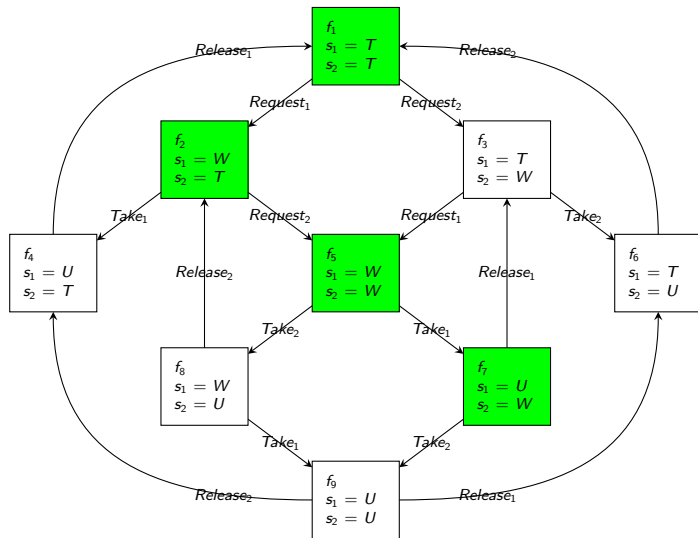 f₁
s₁ = T
s₂ = T
Release₁
Release₂
Request₁
Request₂
f₂
s₁ = W
s₂ = T
f₃
s₁ = T
s₂ = W
Take₁
Request₂
Request₁
Take₂
f₄
s₁ = U
s₂ = T
f₅
s₁ = W
s₂ = W
f₆
s₁ = T
s₂ = U
Release₂
Release₁
Take₂
Take₁
f₈
s₁ = W
s₂ = U
f₇
s₁ = U
s₂ = W
Take₁
Take₂
f₉
s₁ = U
s₂ = U
Release₂
Release₁